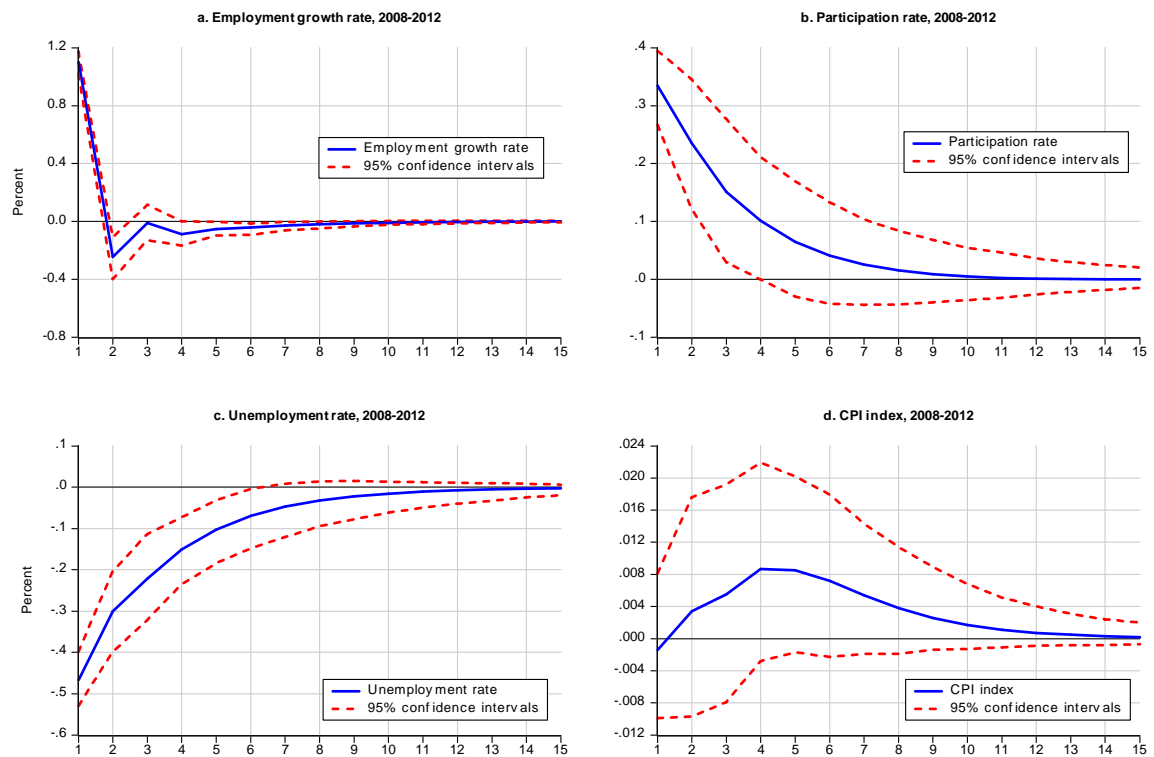 a. Employment growth rate, 2008-2012
1.2
0.8
0.4
0.0
-0.4
-0.8
Percent
Employment growth rate
95% confidence intervals
1 2 3 4 5 6 7 8 9 10 11 12 13 14 15
b. Participation rate, 2008-2012
.4
.3
.2
.1
.0
-.1
Participation rate
95% confidence intervals
1 2 3 4 5 6 7 8 9 10 11 12 13 14 15
c. Unemployment rate, 2008-2012
.1
.0
-.1
-.2
-.3
-.4
-.5
-.6
Percent
Unemployment rate
95% confidence intervals
1 2 3 4 5 6 7 8 9 10 11 12 13 14 15
d. CPI index, 2008-2012
.024
.020
.016
.012
.008
.004
.000
-.004
-.008
-.012
CPI index
95% confidence intervals
1 2 3 4 5 6 7 8 9 10 11 12 13 14 15